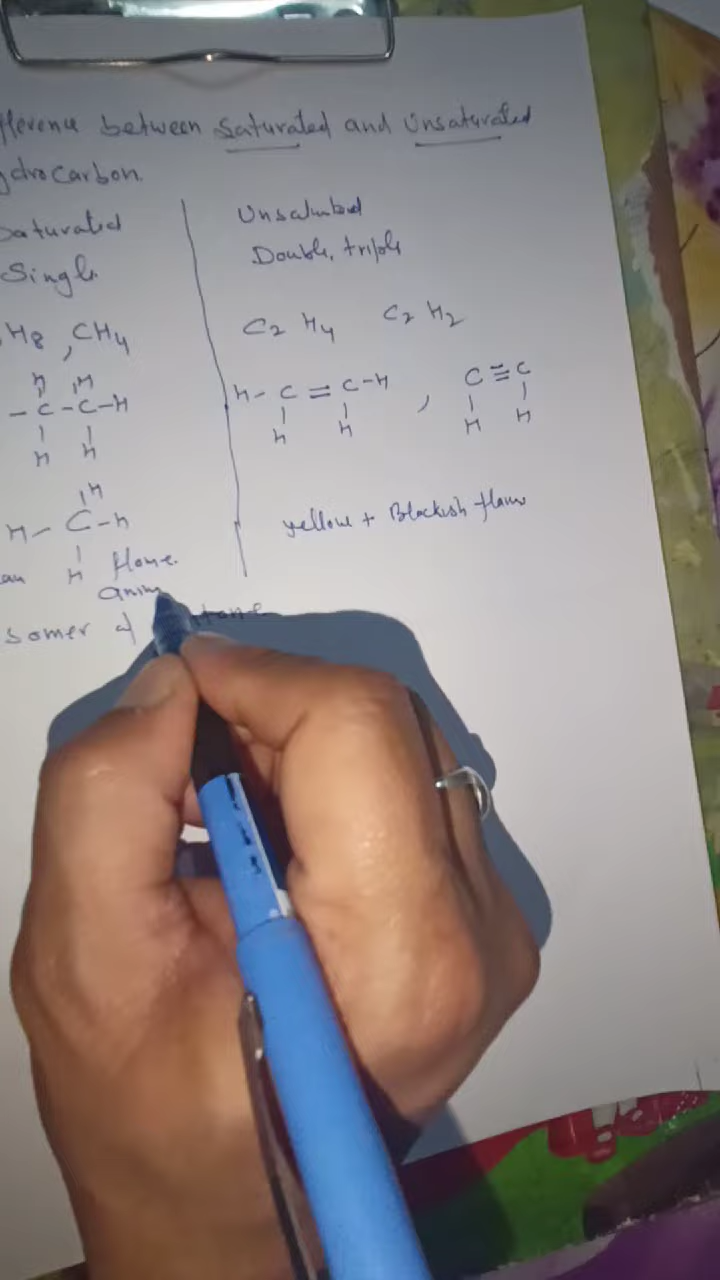 fference between Saturated and Unsaturated
ydrocarbon
Saturated
Unsaturated
Single
Double, triple
H8, CH4
C2 H4 C2 H2
H H
- C - C - H
H H
H - C = C - H , C ≡ C
H H H H
H
H - C - h
H
yellow + Blackish flame
flame
somer of